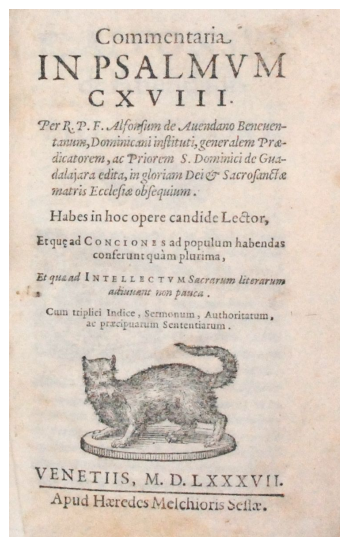 Commentaria
IN PSALMVM
CXVIII.
Per R. P. F. Alfonsum de Auendano Beneuen-
tanum, Dominicani instituti, generalem Præ-
dicatorem, ac Priorem S. Dominici de Gua-
dalajara edita, in gloriam Dei & Sacrosanctæ
matris Ecclesiæ obsequium.
Habes in hoc opere candide Lector,
Et quę ad CONCIONES ad populum habendas
conferunt quàm plurima,
Et quæ ad INTELLECTVM Sacrarum literarum
adiuuant non pauca.
Cum triplici Indice, Sermonum, Authoritatum,
ac præcipuarum Sententiarum.
VENETIIS, M. D. LXXXVII.
Apud Hæredes Melchioris Sessæ.